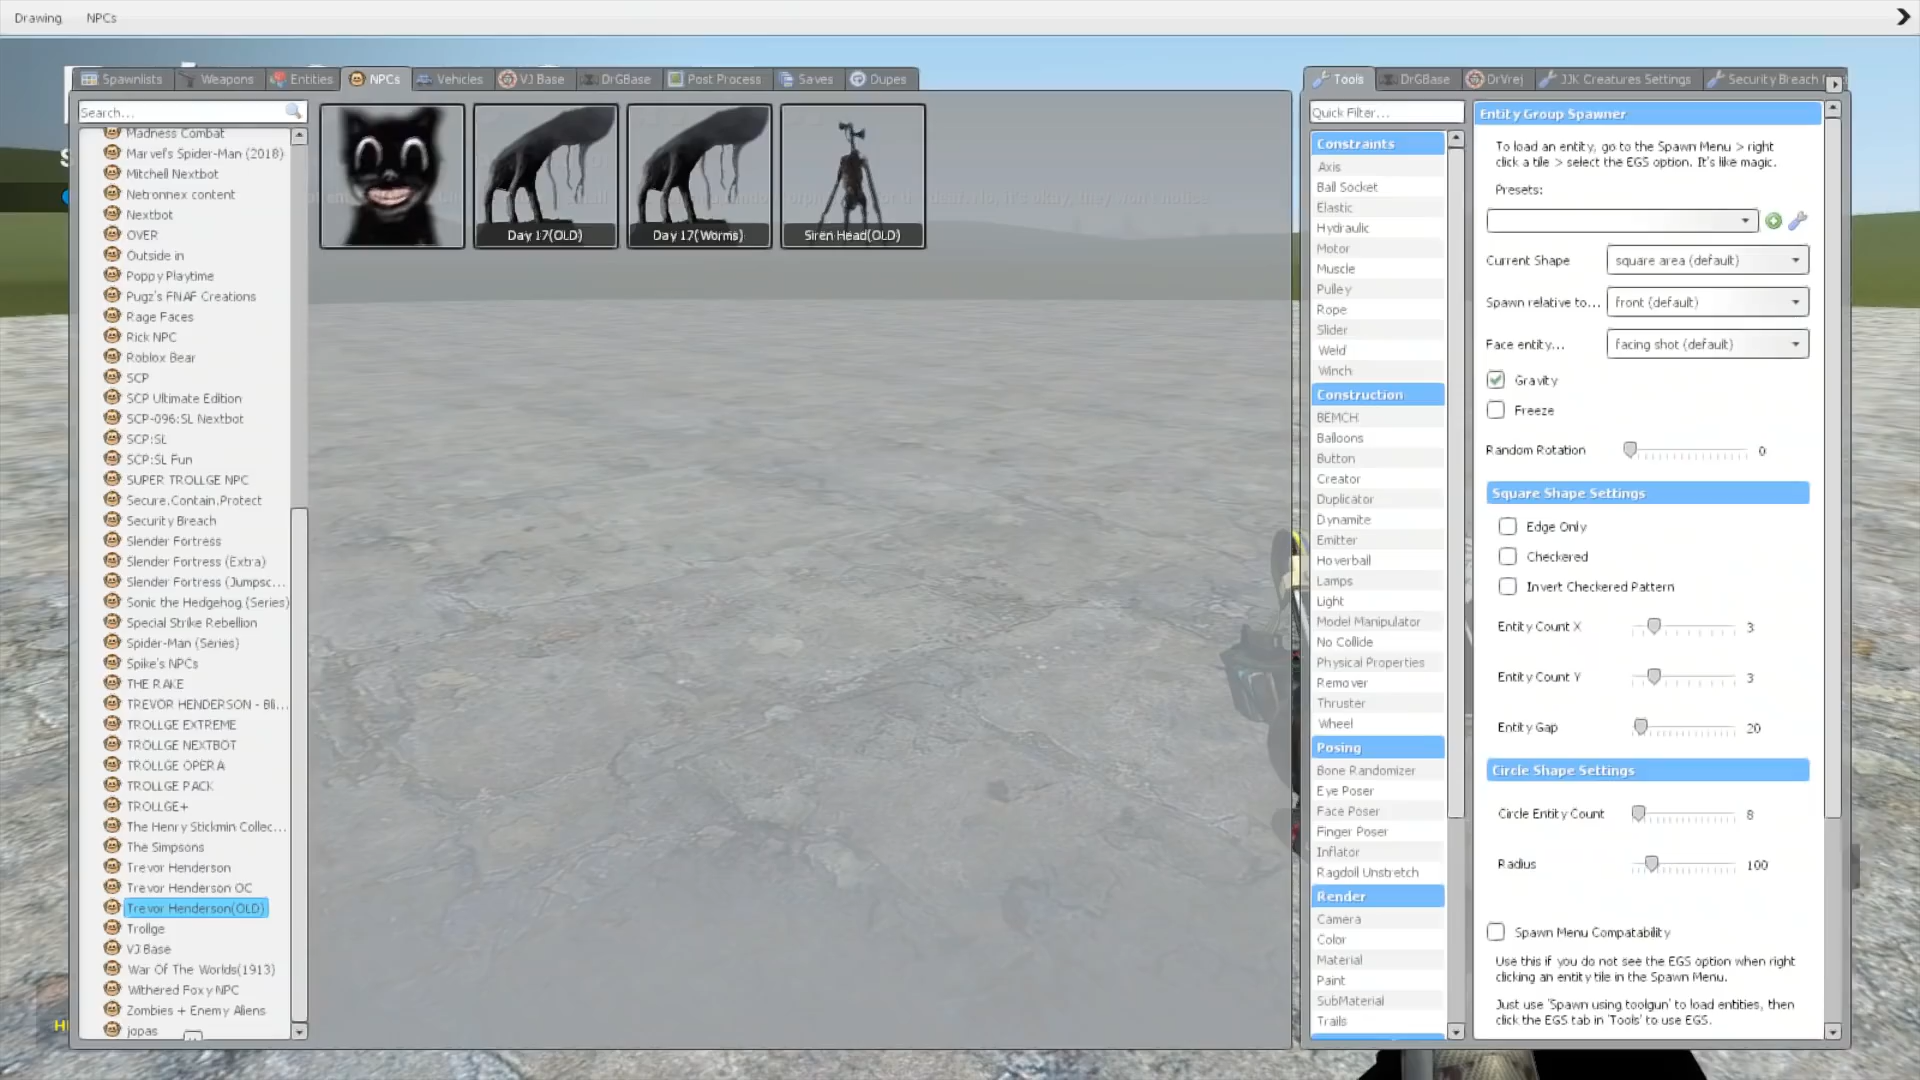 Drawing NPCs
Spawnlists Weapons Entities NPCs Vehicles VJ Base DrGBase Post Process Saves Dupes
Search...
Madness Combat
Marvel's Spider-Man (2018)
Mitchell Nextbot
Netronnex content
Nextbot
OVER
Outside in
Poppy Playtime
Pugz's FNAF Creations
Rage Faces
Rick NPC
Roblox Bear
SCP
SCP Ultimate Edition
SCP-096:SL Nextbot
SCP:SL
SCP:SL Fun
SUPER TROLLGE NPC
Secure.Contain.Protect
Security Breach
Slender Fortress
Slender Fortress (Extra)
Slender Fortress (Jumpsc...
Sonic the Hedgehog (Series)
Special Strike Rebellion
Spider-Man (Series)
Spike's NPCs
THE RAKE
TREVOR HENDERSON - Bli...
TROLLGE EXTREME
TROLLGE NEXTBOT
TROLLGE OPERA
TROLLGE PACK
TROLLGE+
The Henry Stickmin Collec...
The Simpsons
Trevor Henderson
Trevor Henderson OC
Trevor Henderson(OLD)
Trollge
VJ Base
War Of The Worlds(1913)
Withered Foxy NPC
Zombies + Enemy Aliens
jopas
Day 17(OLD)
Day 17(Worms)
Siren Head(OLD)
Tools DrGBase DrVrej JJK Creatures Settings Security Breach
Quick Filter...
Constraints
Axis
Ball Socket
Elastic
Hydraulic
Motor
Muscle
Pulley
Rope
Slider
Weld
Winch
Construction
BEMCH
Balloons
Button
Creator
Duplicator
Dynamite
Emitter
Hoverball
Lamps
Light
Model Manipulator
No Collide
Physical Properties
Remover
Thruster
Wheel
Posing
Bone Randomizer
Eye Poser
Face Poser
Finger Poser
Inflator
Ragdoll Unstretch
Render
Camera
Color
Material
Paint
SubMaterial
Trails
Entity Group Spawner
To load an entity, go to the Spawn Menu > right
click a tile > select the EGS option. It's like magic.
Presets:
Current Shape square area (default)
Spawn relative to... front (default)
Face entity... facing shot (default)
Gravity
Freeze
Random Rotation 0
Square Shape Settings
Edge Only
Checkered
Invert Checkered Pattern
Entity Count X 3
Entity Count Y 3
Entity Gap 20
Circle Shape Settings
Circle Entity Count 8
Radius 100
Spawn Menu Compatability
Use this if you do not see the EGS option when right
clicking an entity tile in the Spawn Menu.
Just use 'Spawn using toolgun' to load entities, then
click the EGS tab in 'Tools' to use EGS.